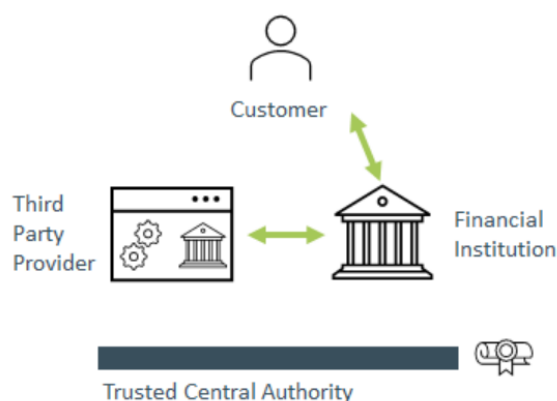 Customer
Third
Party
Provider
Financial
Institution
Trusted Central Authority